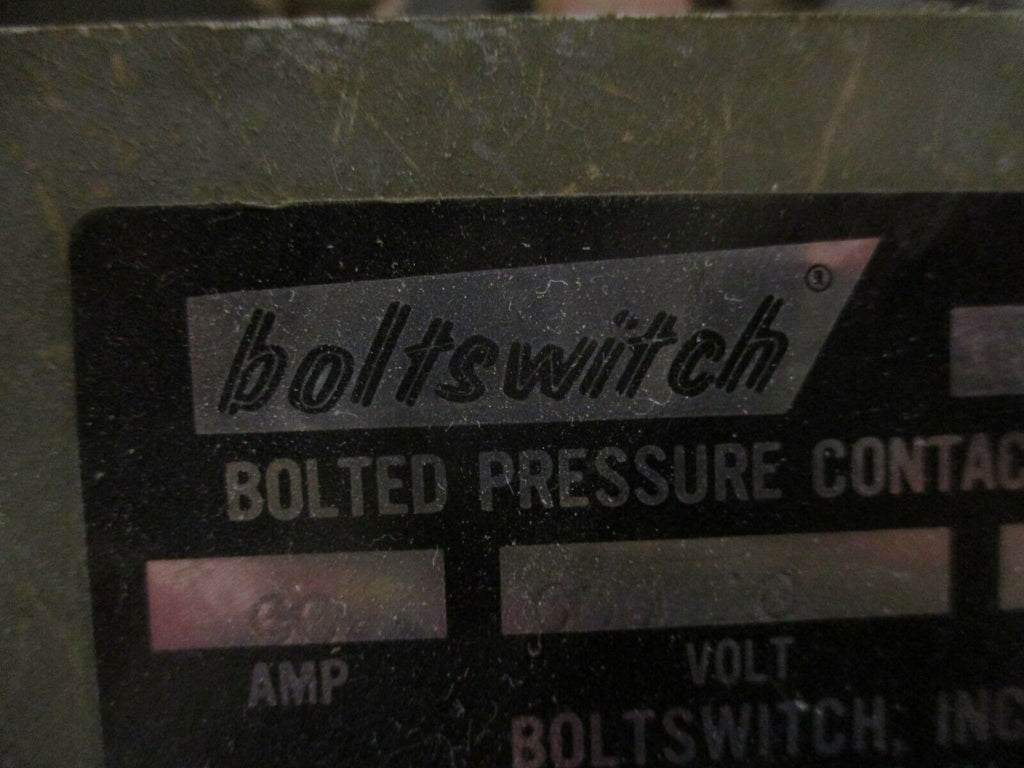 boltswitch ®
BOLTED PRESSURE CONTAC
AMP VOLT
BOLTSWITCH, INC